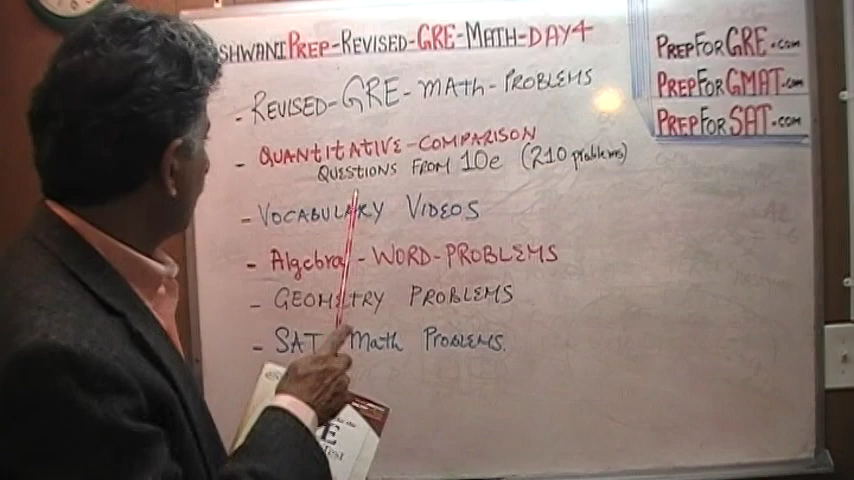 SHWANI PREP-REVISED-GRE-MATH-DAY4
PREPFORGRE.com
PREPFORGMAT.com
PREPFORSAT.com
- REVISED-GRE-MATH-PROBLEMS
- QUANTITATIVE-COMPARISON
QUESTIONS FROM 10e (210 problems)
- VOCABULARY VIDEOS
- Algebra - WORD-PROBLEMS
- GEOMETRY PROBLEMS
- SAT Math PROBLEMS.